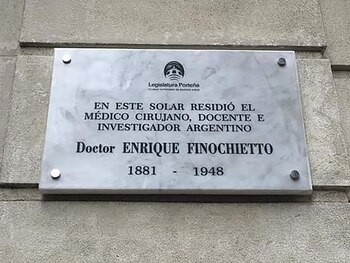 Legislatura Porteña
EN ESTE SOLAR RESIDIÓ EL
MÉDICO CIRUJANO, DOCENTE E
INVESTIGADOR ARGENTINO
Doctor ENRIQUE FINOCHIETTO
1881 - 1948